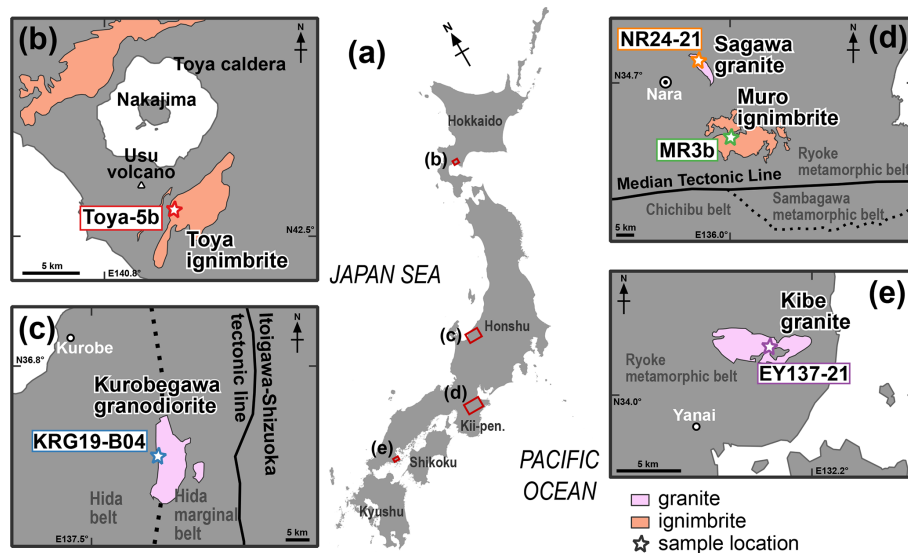 (b)
N
Toya caldera
Nakajima
Usu
volcano
Toya-5b
Toya
ignimbrite
N42.5°
5 km
E140.8°
(a)
N
Hokkaido
(b)
JAPAN SEA
Honshu
(c)
(d)
Kii-pen.
(e)
Shikoku
Kyushu
PACIFIC
OCEAN
(c)
N
Kurobe
N36.8°
Itoigawa-Shizuoka
tectonic line
Kurobegawa
granodiorite
KRG19-B04
Hida
belt
Hida
marginal
belt
E137.5°
5 km
(d)
N
NR24-21
Sagawa
granite
N34.7°
Nara
Muro
ignimbrite
MR3b
Ryoke
metamorphic belt
Median Tectonic Line
Chichibu belt
Sambagawa
metamorphic belt
5 km
E136.0°
(e)
N
Kibe
granite
Ryoke
metamorphic belt
EY137-21
N34.0°
Yanai
5 km
E132.2°
granite
ignimbrite
sample location